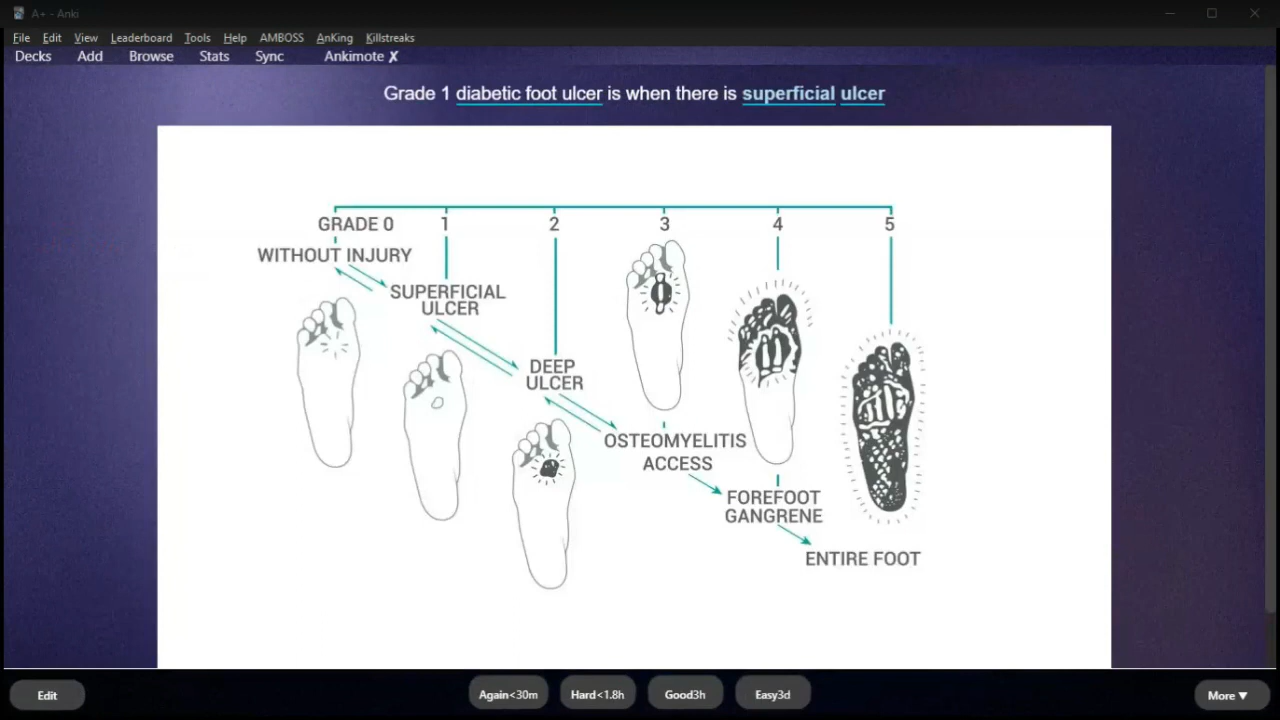 A+ - Anki
File Edit View Leaderboard Tools Help AMBOSS AnKing Killstreaks
Decks Add Browse Stats Sync Ankimote ✗
Grade 1 diabetic foot ulcer is when there is superficial ulcer
GRADE 0 1 2 3 4 5
WITHOUT INJURY
SUPERFICIAL
ULCER
DEEP
ULCER
OSTEOMYELITIS
ACCESS
FOREFOOT
GANGRENE
ENTIRE FOOT
Edit Again<30m Hard<1.8h Good3h Easy3d More ▼